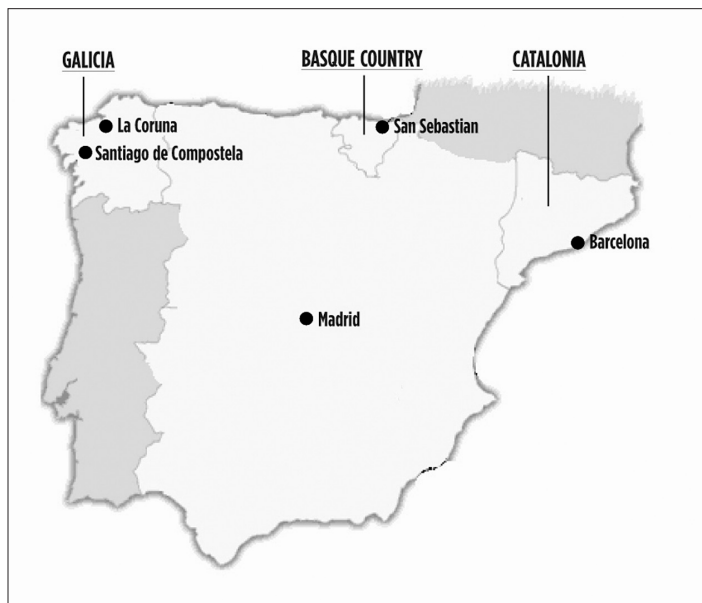 GALICIA
BASQUE COUNTRY
CATALONIA
La Coruna
San Sebastian
Santiago de Compostela
Barcelona
Madrid